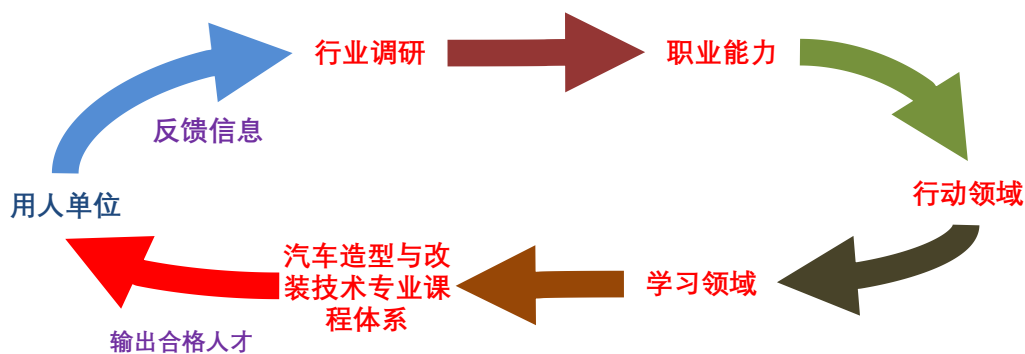 行业调研
职业能力
反馈信息
用人单位
行动领域
汽车造型与改
装技术专业课
程体系
学习领域
输出合格人才